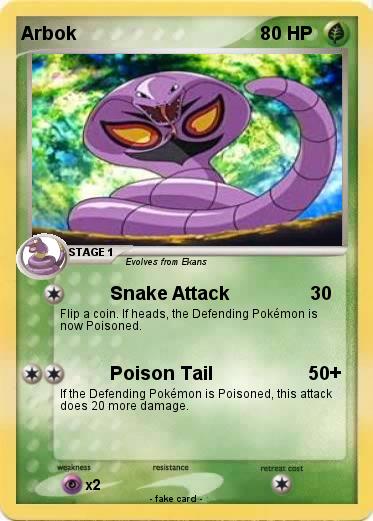 Arbok 80 HP
STAGE 1
Evolves from Ekans
Snake Attack 30
Flip a coin. If heads, the Defending Pokémon is
now Poisoned.
Poison Tail 50+
If the Defending Pokémon is Poisoned, this attack
does 20 more damage.
weakness resistance retreat cost
x2
- fake card -